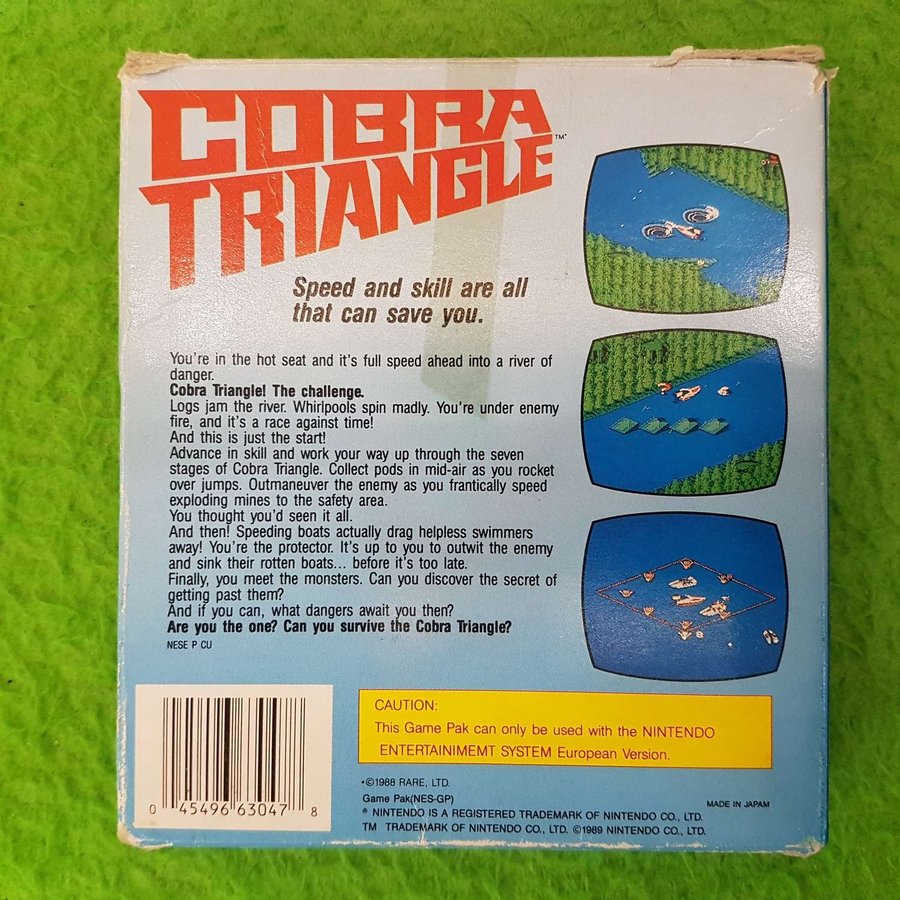 COBRA
TRIANGLE™
Speed and skill are all
that can save you.
You're in the hot seat and it's full speed ahead into a river of
danger.
Cobra Triangle! The challenge.
Logs jam the river. Whirlpools spin madly. You're under enemy
fire, and it's a race against time!
And this is just the start!
Advance in skill and work your way up through the seven
stages of Cobra Triangle. Collect pods in mid-air as you rocket
over jumps. Outmaneuver the enemy as you frantically speed
exploding mines to the safety area.
You thought you'd seen it all.
And then! Speeding boats actually drag helpless swimmers
away! You're the protector. It's up to you to outwit the enemy
and sink their rotten boats... before it's too late.
Finally, you meet the monsters. Can you discover the secret of
getting past them?
And if you can, what dangers await you then?
Are you the one? Can you survive the Cobra Triangle?
NESE P CU
8
CAUTION:
This Game Pak can only be used with the NINTENDO
ENTERTAINIMEMT SYSTEM European Version.
0 45496 63047 8
•©1988 RARE, LTD.
Game Pak(NES-GP)
MADE IN JAPAM
® NINTENDO IS A REGISTERED TRADEMARK OF NINTENDO CO., LTD.
TM TRADEMARK OF NINTENDO CO., LTD. ©1989 NINTENDO CO., LTD.